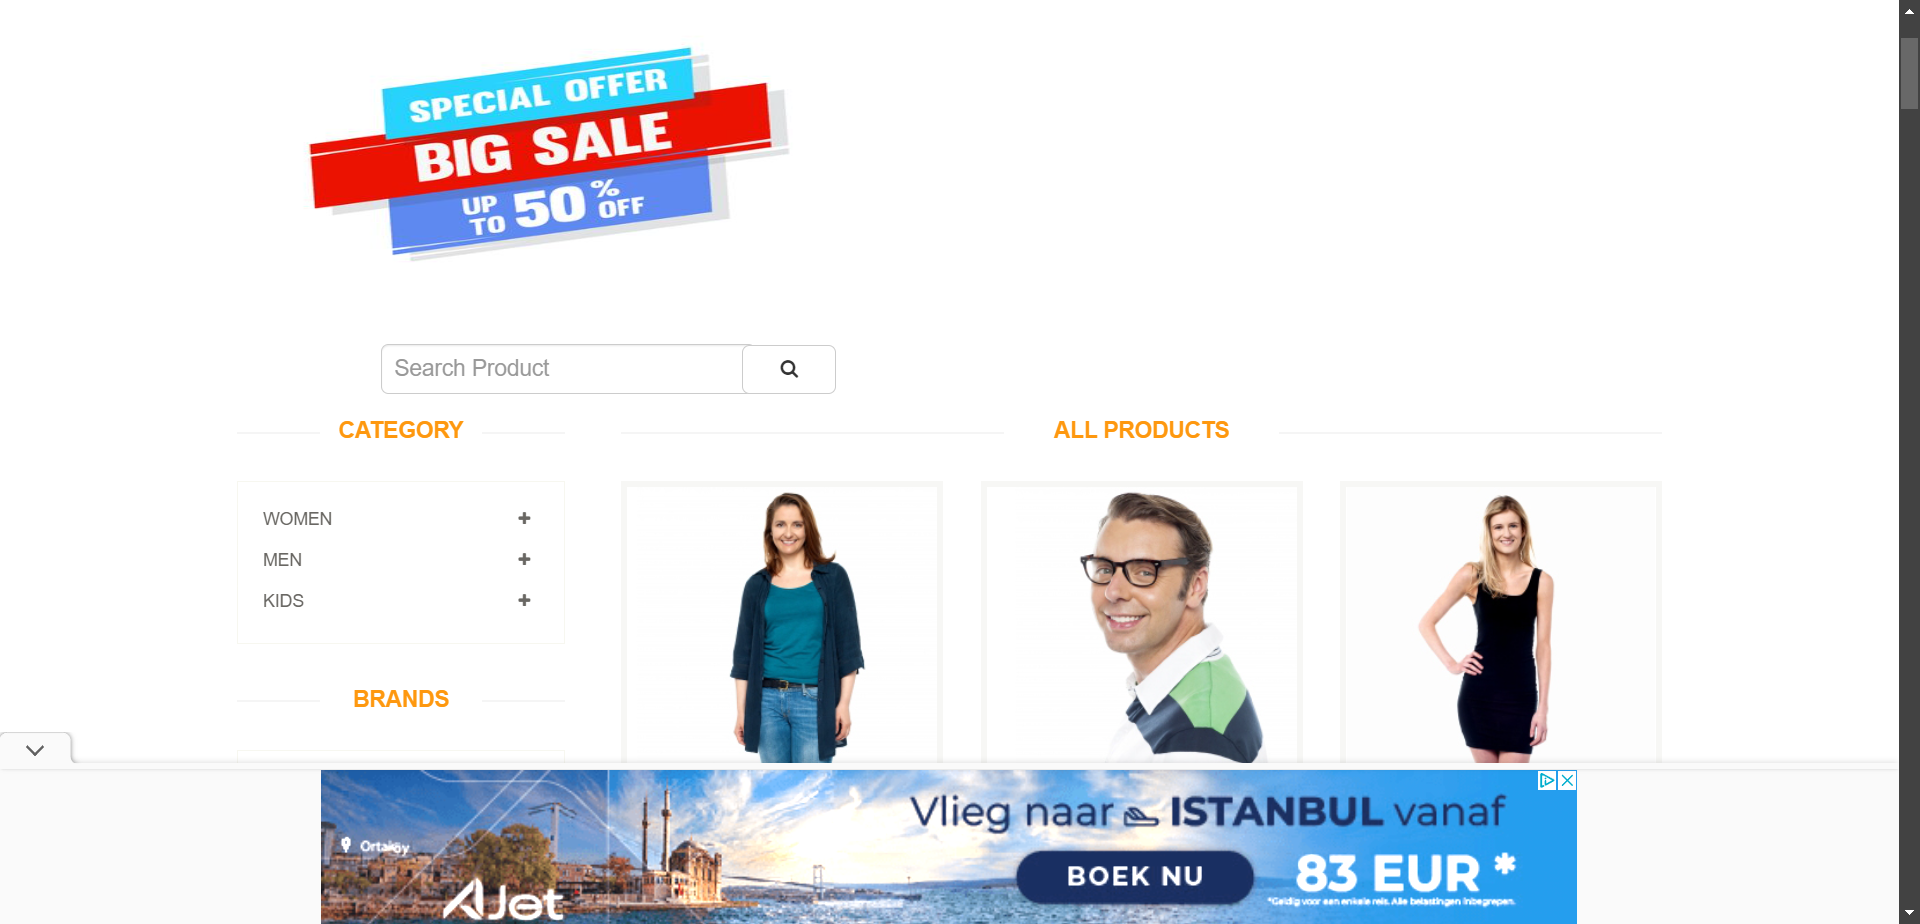 SPECIAL OFFER
BIG SALE
UP TO 50% OFF
Search Product
CATEGORY
ALL PRODUCTS
WOMEN
MEN
KIDS
BRANDS
Vlieg naar ISTANBUL vanaf
Ortaköy
BOEK NU
83 EUR *
*Geldig voor een enkele reis. Alle belastingen inbegrepen.
AJet